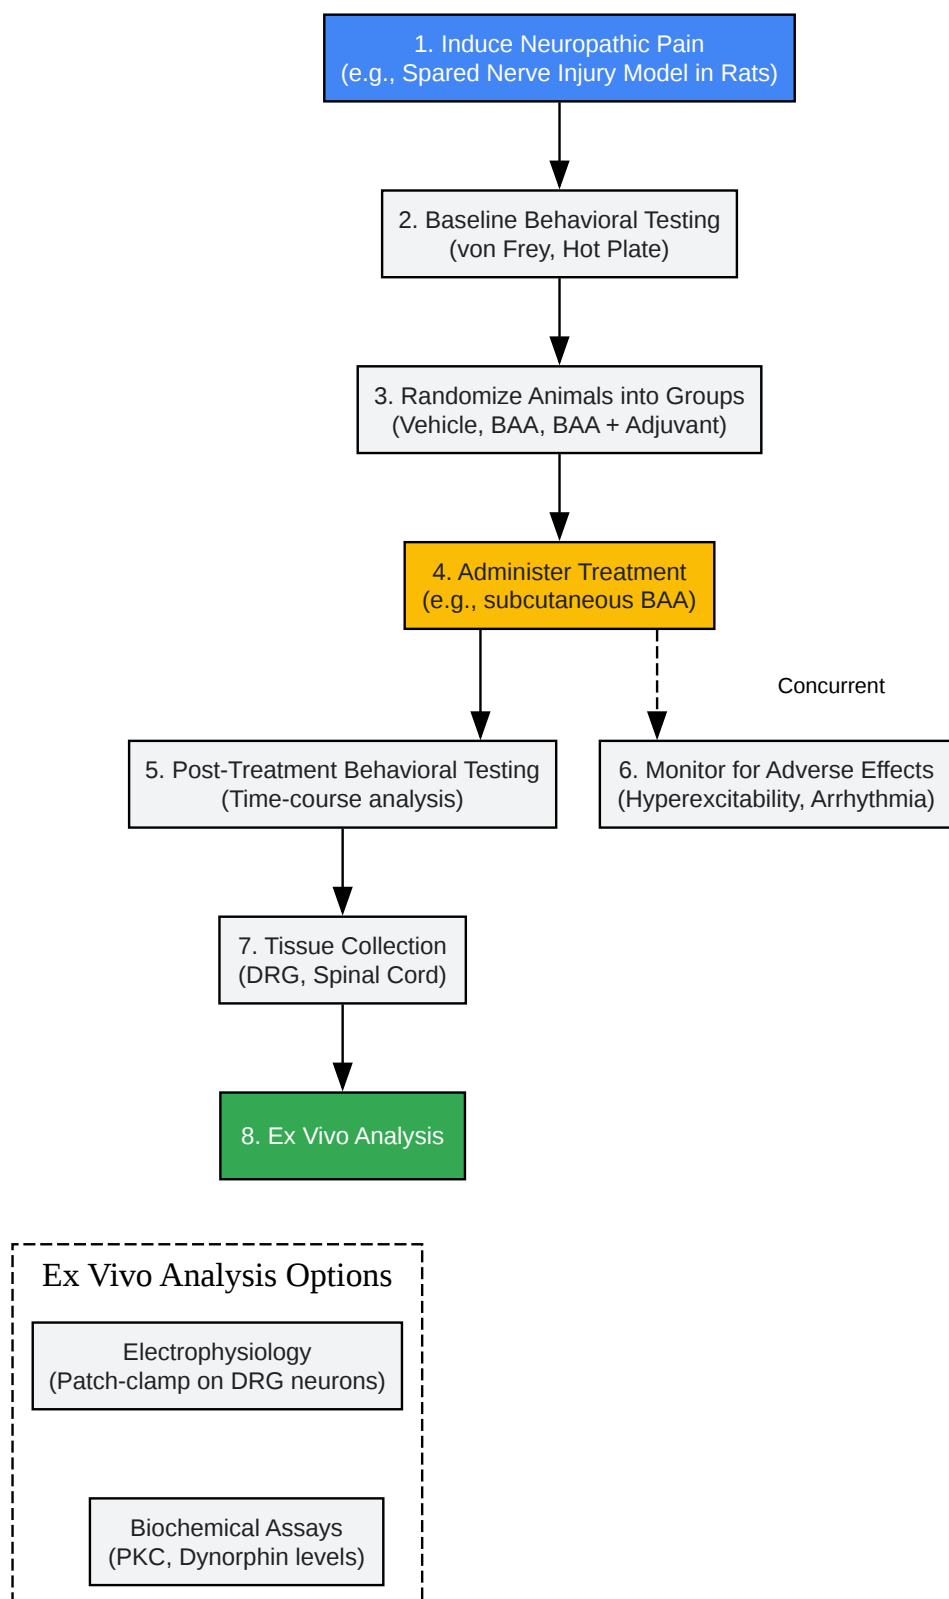 1. Induce Neuropathic Pain
(e.g., Spared Nerve Injury Model in Rats)
2. Baseline Behavioral Testing
(von Frey, Hot Plate)
3. Randomize Animals into Groups
(Vehicle, BAA, BAA + Adjuvant)
4. Administer Treatment
(e.g., subcutaneous BAA)
Concurrent
5. Post-Treatment Behavioral Testing
(Time-course analysis)
6. Monitor for Adverse Effects
(Hyperexcitability, Arrhythmia)
7. Tissue Collection
(DRG, Spinal Cord)
8. Ex Vivo Analysis
Ex Vivo Analysis Options
Electrophysiology
(Patch-clamp on DRG neurons)
Biochemical Assays
(PKC, Dynorphin levels)